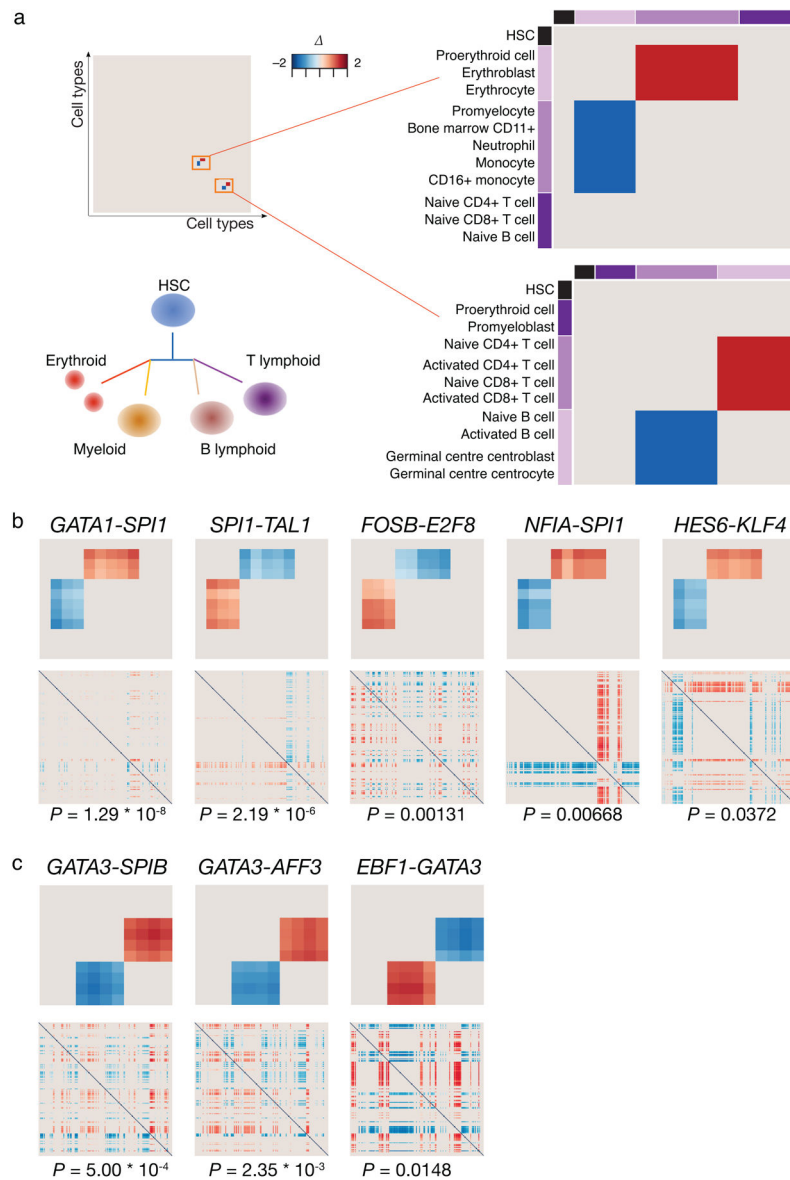 a
Δ
−2
2
Cell types
Cell types
HSC
Proerythroid cell
Erythroblast
Erythrocyte
Promyelocyte
Bone marrow CD11+
Neutrophil
Monocyte
CD16+ monocyte
Naive CD4+ T cell
Naive CD8+ T cell
Naive B cell
HSC
Erythroid
T lymphoid
Myeloid
B lymphoid
HSC
Proerythroid cell
Promyeloblast
Naive CD4+ T cell
Activated CD4+ T cell
Naive CD8+ T cell
Activated CD8+ T cell
Naive B cell
Activated B cell
Germinal centre centroblast
Germinal centre centrocyte
b
GATA1-SPI1
SPI1-TAL1
FOSB-E2F8
NFIA-SPI1
HES6-KLF4
P = 1.29 * 10-8
P = 2.19 * 10-6
P = 0.00131
P = 0.00668
P = 0.0372
c
GATA3-SPIB
GATA3-AFF3
EBF1-GATA3
P = 5.00 * 10-4
P = 2.35 * 10-3
P = 0.0148